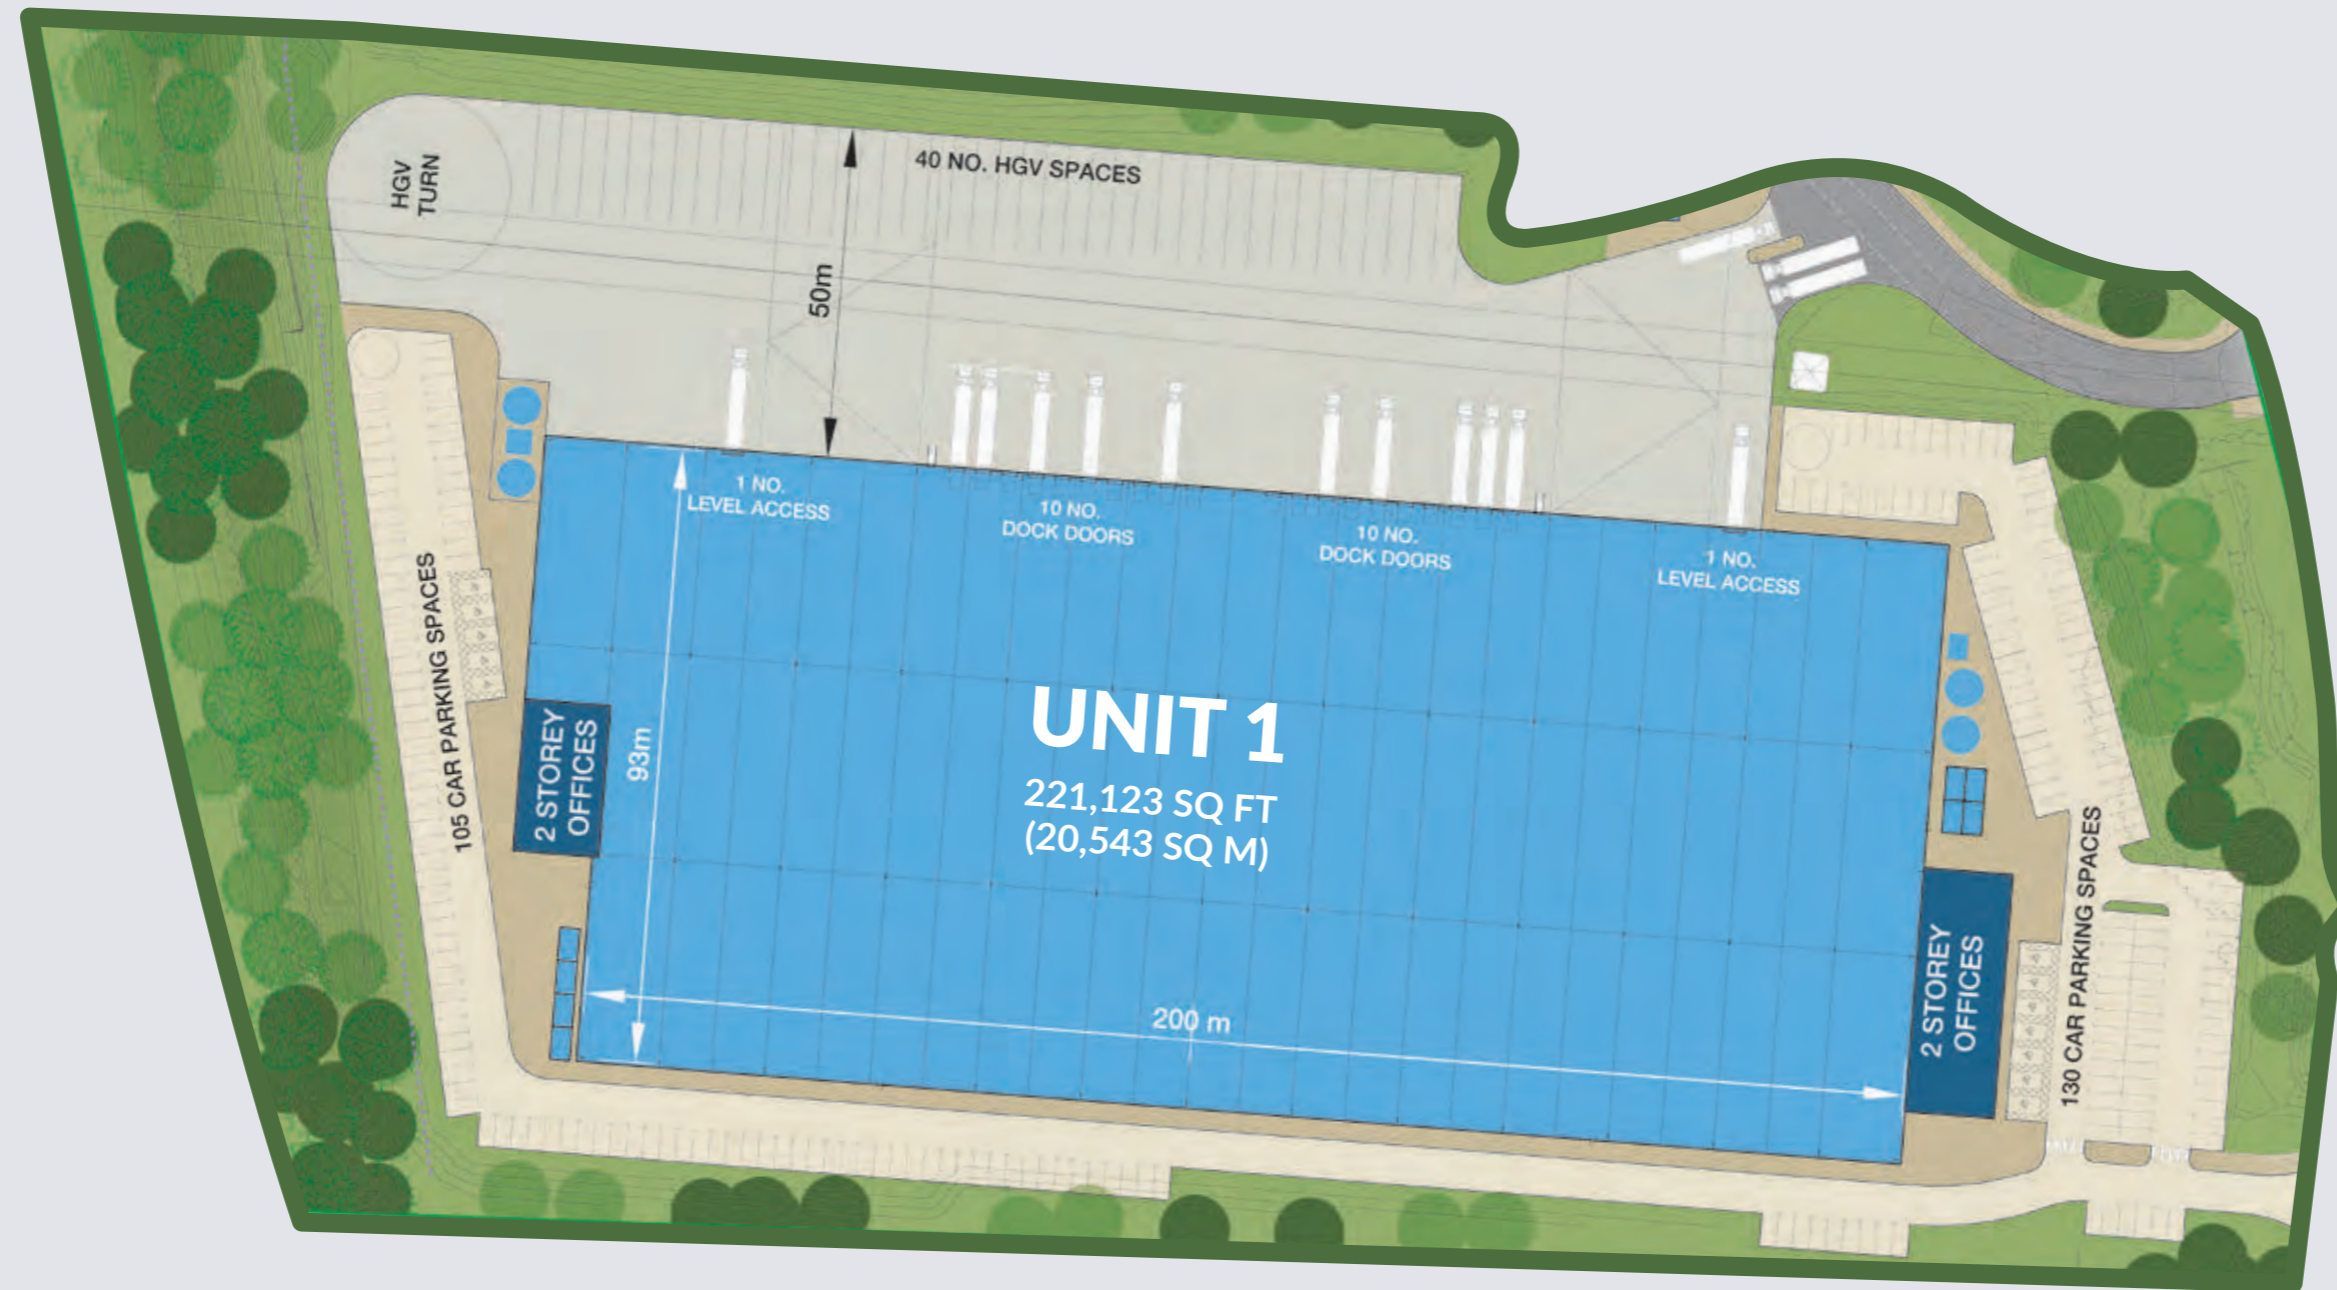 HGV
TURN
40 NO. HGV SPACES
50m
1 NO.
LEVEL ACCESS
10 NO.
DOCK DOORS
10 NO.
DOCK DOORS
1 NO.
LEVEL ACCESS
105 CAR PARKING SPACES
2 STOREY
OFFICES
93m
UNIT 1
221,123 SQ FT
(20,543 SQ M)
200 m
2 STOREY
OFFICES
130 CAR PARKING SPACES